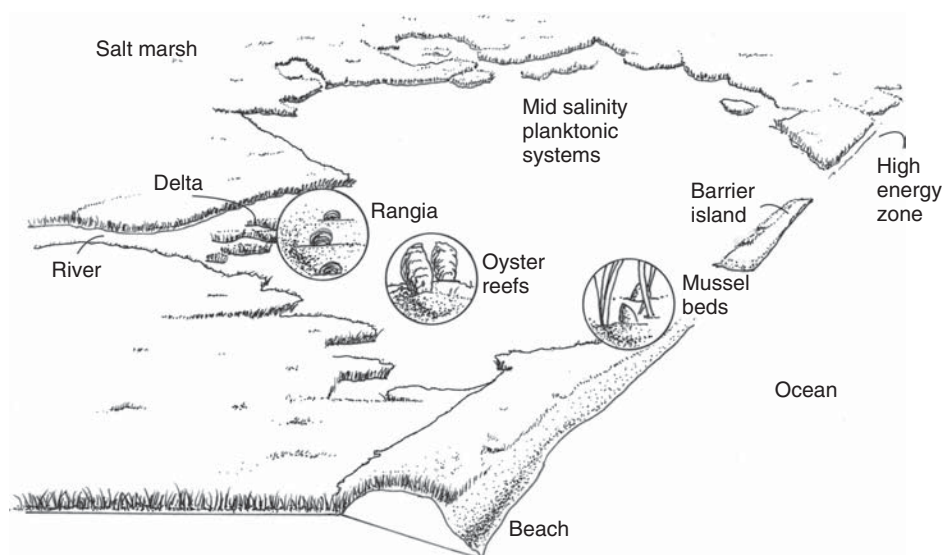 Salt marsh
Mid salinity
planktonic
systems
High
energy
zone
Delta
Rangia
Barrier
island
River
Oyster
reefs
Mussel
beds
Ocean
Beach